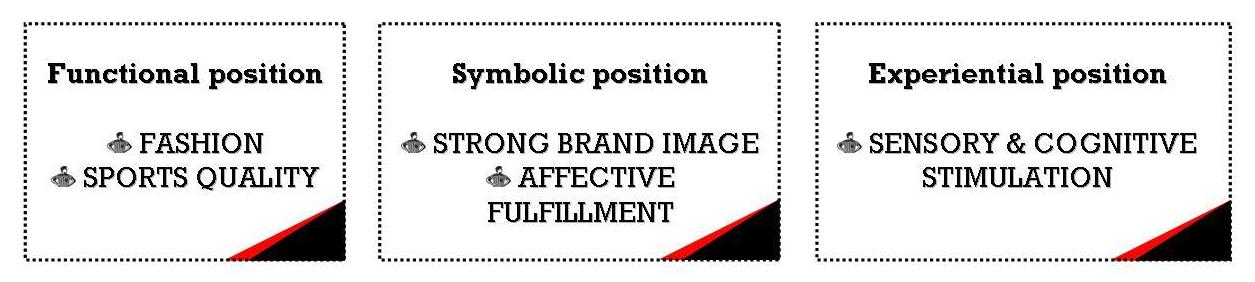 Functional position
FASHION
SPORTS QUALITY
Symbolic position
STRONG BRAND IMAGE
AFFECTIVE
FULFILLMENT
Experiential position
SENSORY & COGNITIVE
STIMULATION